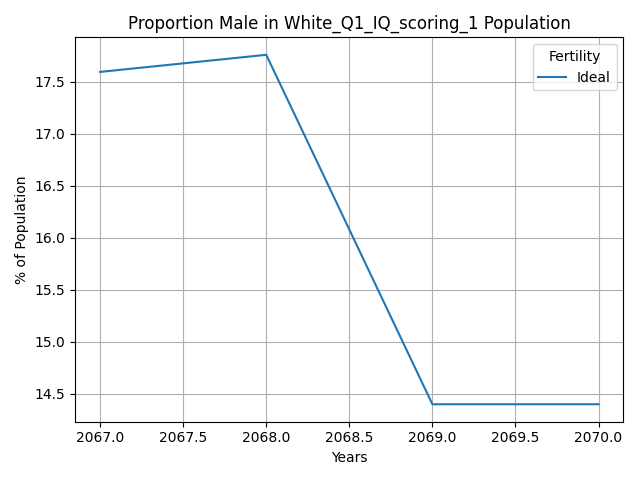 Proportion Male in White_Q1_IQ_scoring_1 Population
Fertility
Ideal
% of Population
17.5
17.0
16.5
16.0
15.5
15.0
14.5
2067.0 2067.5 2068.0 2068.5 2069.0 2069.5 2070.0
Years